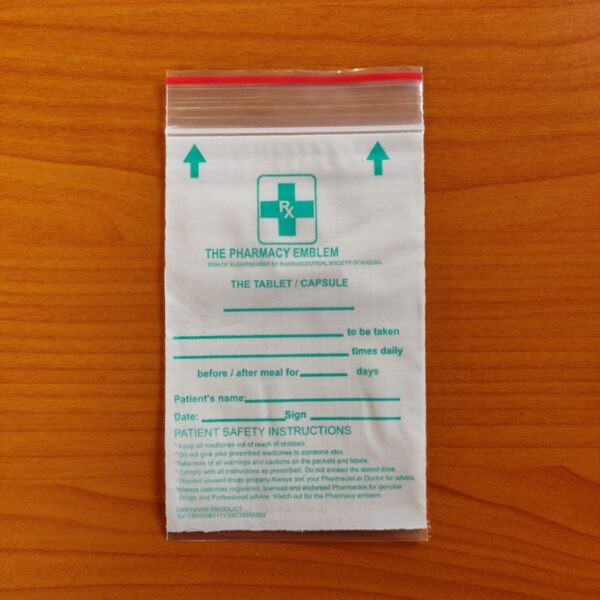 Rx
THE PHARMACY EMBLEM
SIGN OF ENDORSEMENT BY PHARMACEUTICAL SOCIETY OF NIGERIA
THE TABLET / CAPSULE
to be taken
times daily
before / after meal for days
Patient's name:
Date: Sign
PATIENT SAFETY INSTRUCTIONS
* Keep all medicines out of reach of children.
* Do not give your prescribed medicines to someone else.
*Take note of all warnings and cautions on the packets and labels.
* Comply with all instructions as prescribed. Do not exceed the stated dose.
* Discard unused drugs properly. Always ask your Pharmacist or Doctor for advice.
*Always patronise registered, licensed and endorsed Pharmacies for genuine
Drugs and Professional advice. Watch out for the Pharmacy emblem.
PRODUCT
Tel: